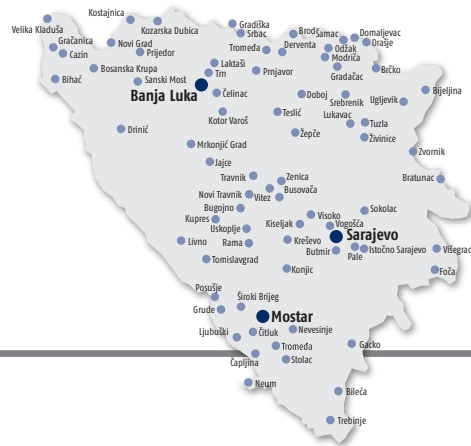 Kostajnica
Velika Kladuša
Kozarska Dubica
Gradiška
Srbac
Brod
Šamac
Domaljevac
Orašje
Gračanica
Novi Grad
Tromeđa
Derventa
Odžak
Cazin
Prijedor
Modriča
Laktaši
Bosanska Krupa
Trn
Prnjavor
Gradačac
Brčko
Bihać
Sanski Most
Banja Luka
Čelinac
Doboj
Srebrenik
Ugljevik
Bijeljina
Kotor Varoš
Teslić
Lukavac
Tuzla
Drinić
Žepče
Živinice
Mrkonjić Grad
Zvornik
Jajce
Travnik
Zenica
Bratunac
Novi Travnik
Vitez
Busovača
Bugojno
Kupres
Visoko
Sokolac
Uskoplje
Kiseljak
Vogošća
Sarajevo
Livno
Rama
Kreševo
Butmir
Pale
Istočno Sarajevo
Višegrad
Tomislavgrad
Konjic
Foča
Posušje
Široki Brijeg
Grude
Mostar
Ljubuški
Čitluk
Nevesinje
Tromeđa
Gacko
Čapljina
Stolac
Neum
Bileća
Trebinje